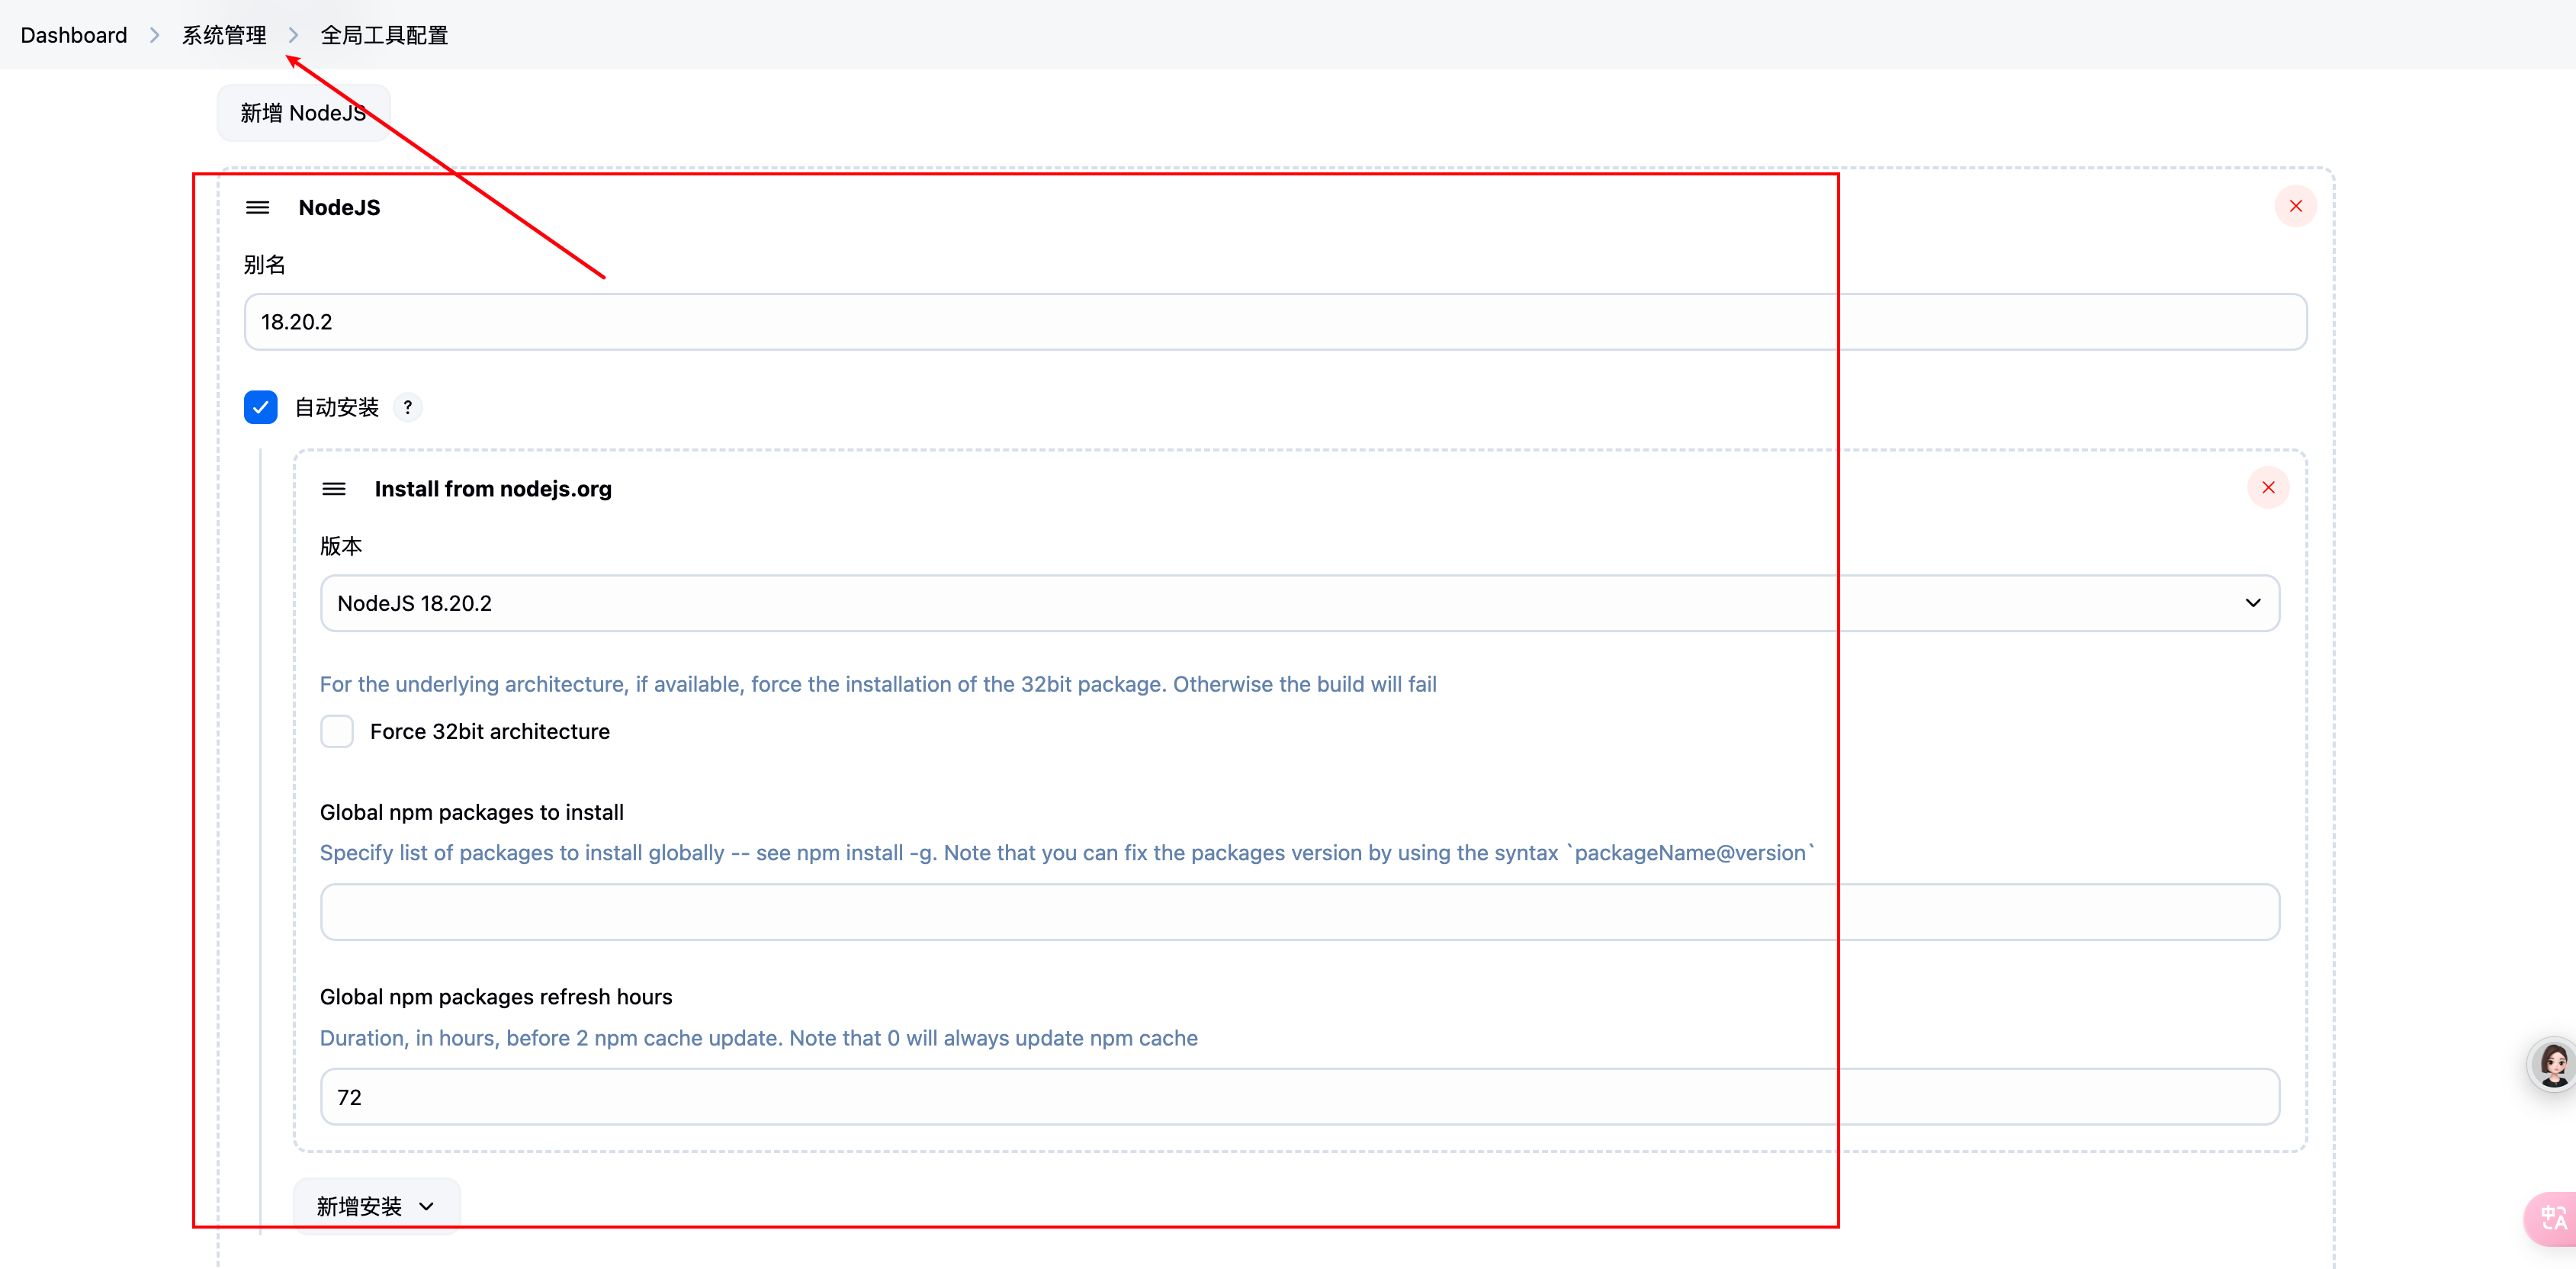 Dashboard > 系统管理 > 全局工具配置
新增 NodeJS
NodeJS
别名
18.20.2
自动安装 ?
Install from nodejs.org
版本
NodeJS 18.20.2
For the underlying architecture, if available, force the installation of the 32bit package. Otherwise the build will fail
Force 32bit architecture
Global npm packages to install
Specify list of packages to install globally -- see npm install -g. Note that you can fix the packages version by using the syntax `packageName@version`
Global npm packages refresh hours
Duration, in hours, before 2 npm cache update. Note that 0 will always update npm cache
72
新增安装
中A